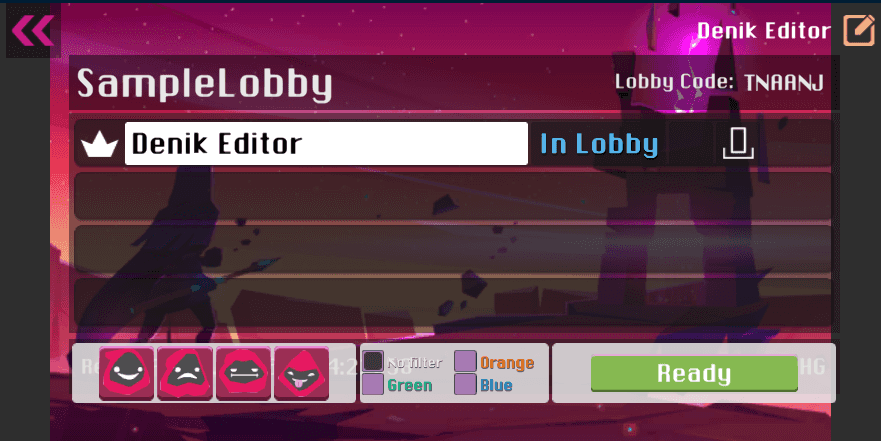 Denik Editor
SampleLobby
Lobby Code: TNAANJ
Denik Editor In Lobby
No filter Orange
Green Blue
Ready